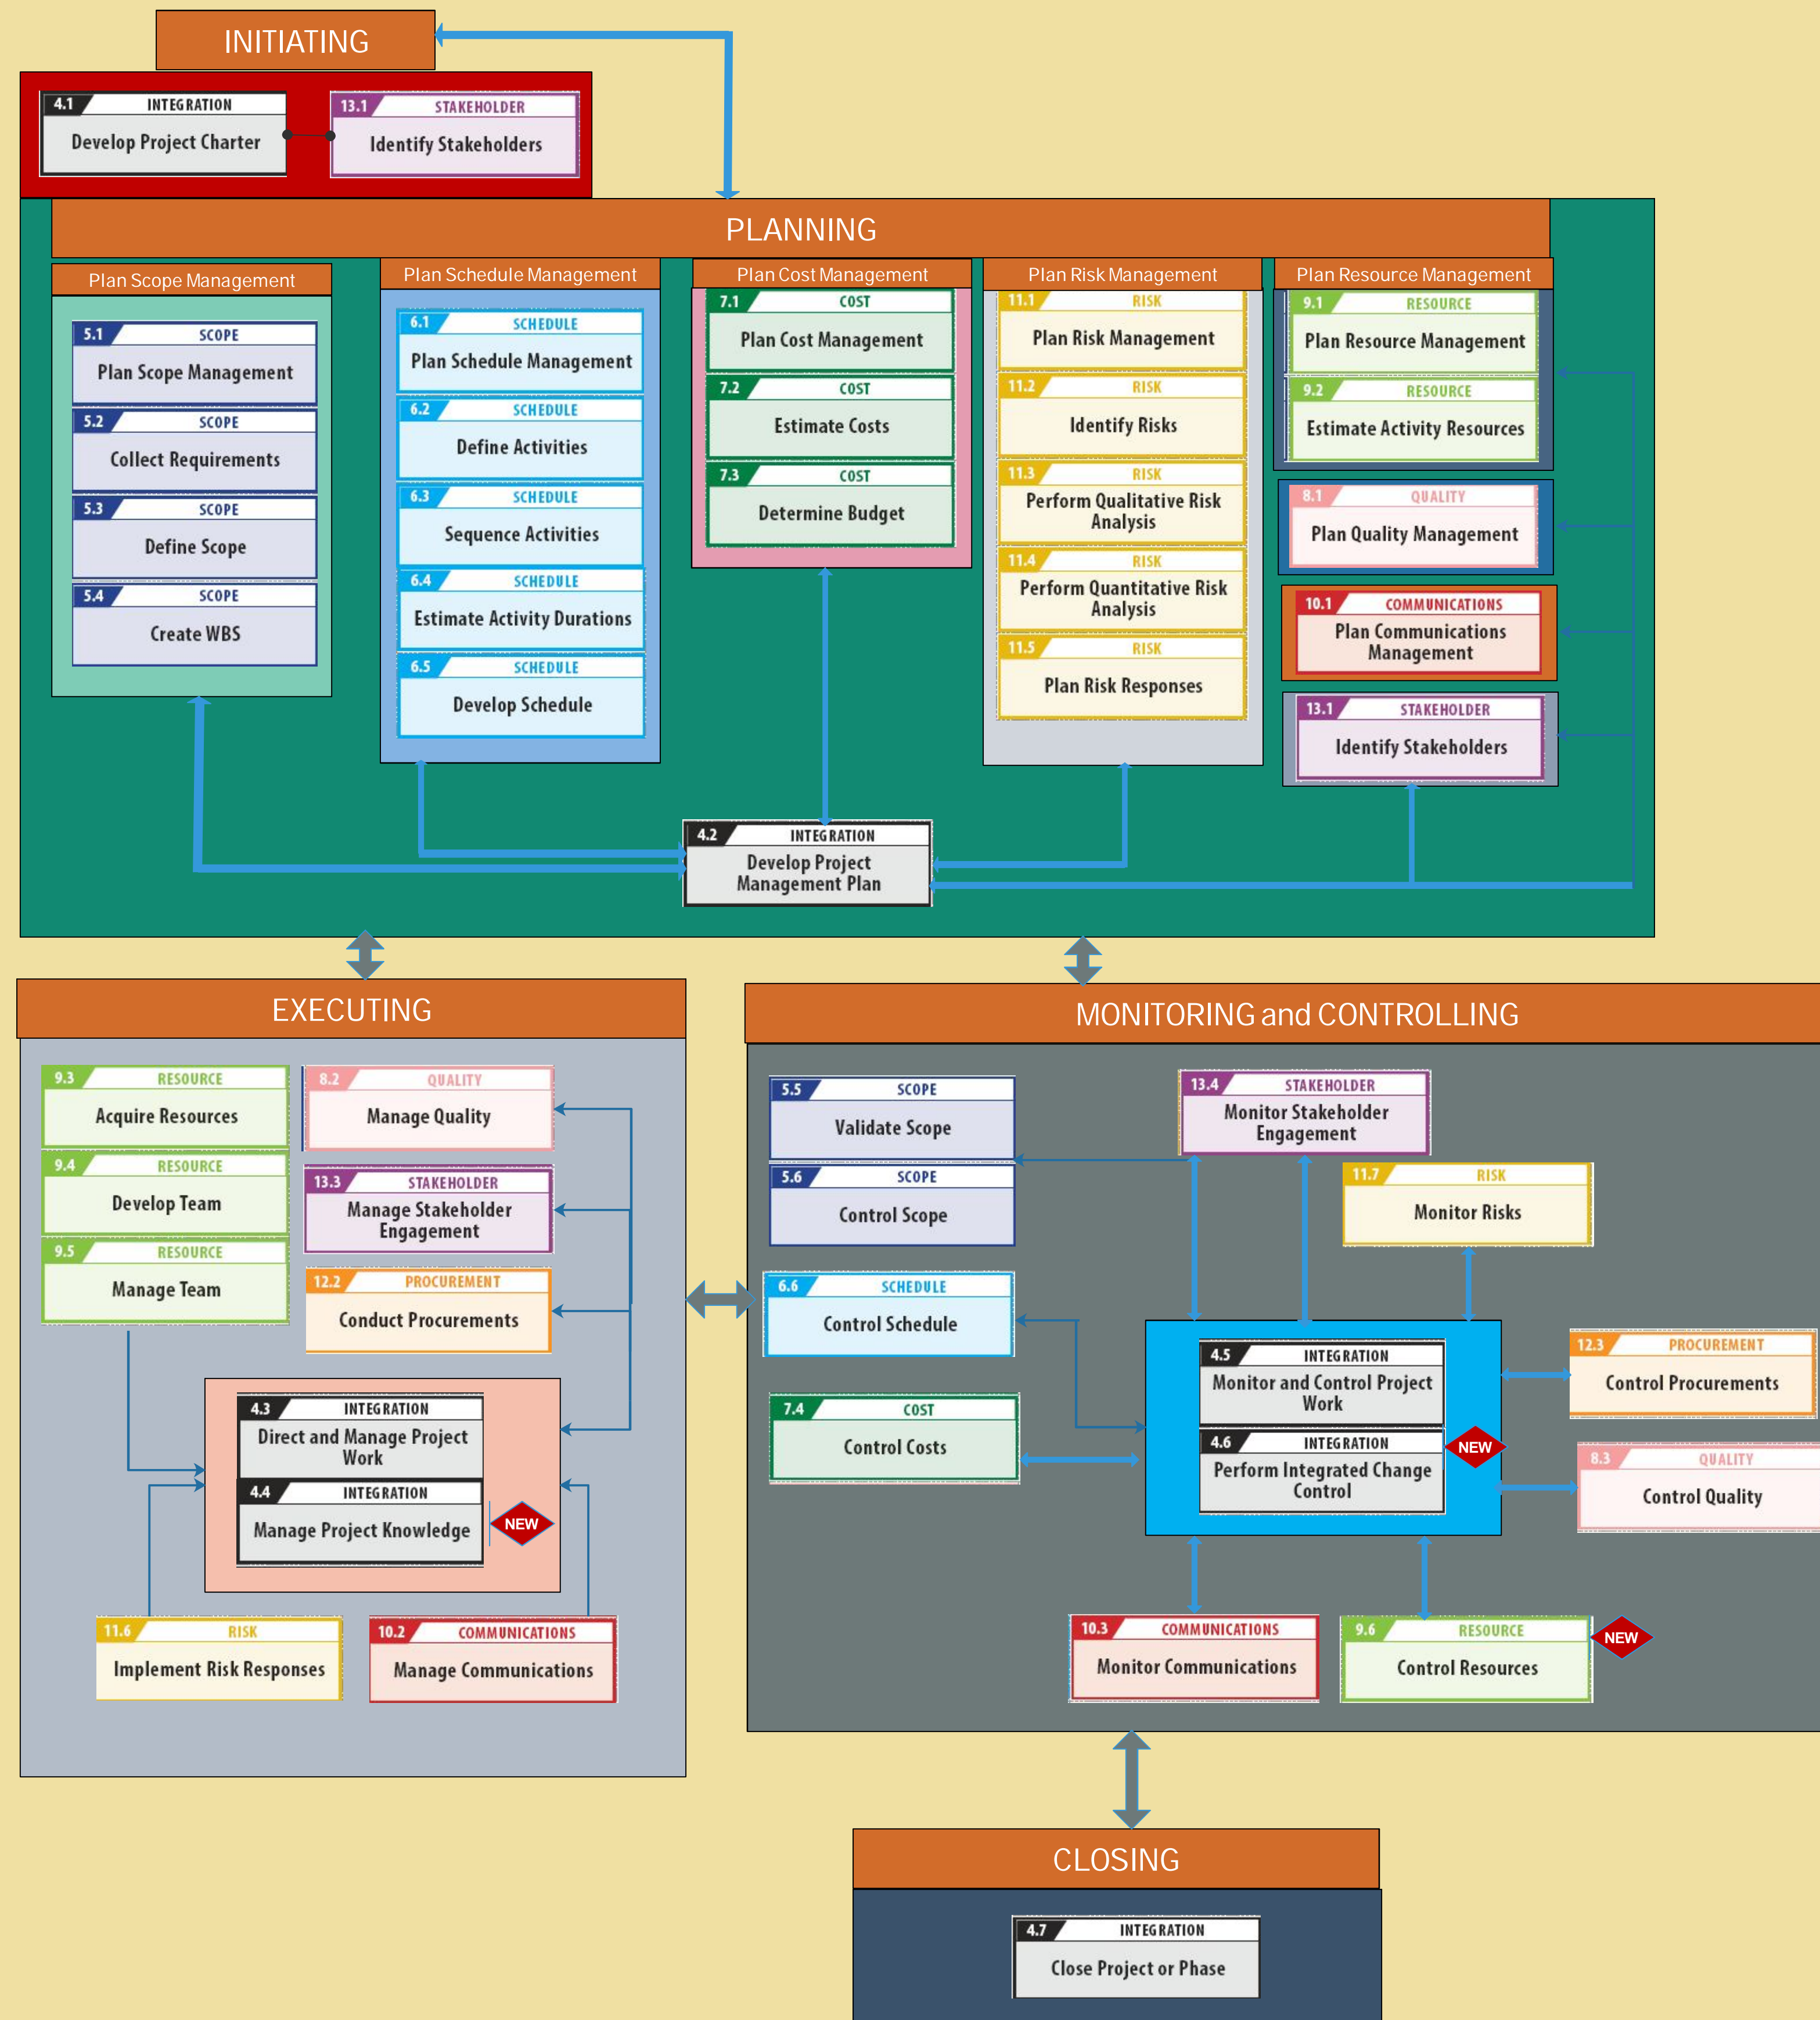 INITIATING
4.1 INTEGRATION
Develop Project Charter
13.1 STAKEHOLDER
Identify Stakeholders
PLANNING
Plan Scope Management
5.1 SCOPE
Plan Scope Management
5.2 SCOPE
Collect Requirements
5.3 SCOPE
Define Scope
5.4 SCOPE
Create WBS
Plan Schedule Management
6.1 SCHEDULE
Plan Schedule Management
6.2 SCHEDULE
Define Activities
6.3 SCHEDULE
Sequence Activities
6.4 SCHEDULE
Estimate Activity Durations
6.5 SCHEDULE
Develop Schedule
Plan Cost Management
7.1 COST
Plan Cost Management
7.2 COST
Estimate Costs
7.3 COST
Determine Budget
Plan Risk Management
11.1 RISK
Plan Risk Management
11.2 RISK
Identify Risks
11.3 RISK
Perform Qualitative Risk
Analysis
11.4 RISK
Perform Quantitative Risk
Analysis
11.5 RISK
Plan Risk Responses
Plan Resource Management
9.1 RESOURCE
Plan Resource Management
9.2 RESOURCE
Estimate Activity Resources
8.1 QUALITY
Plan Quality Management
10.1 COMMUNICATIONS
Plan Communications
Management
13.1 STAKEHOLDER
Identify Stakeholders
4.2 INTEGRATION
Develop Project
Management Plan
EXECUTING
9.3 RESOURCE
Acquire Resources
9.4 RESOURCE
Develop Team
9.5 RESOURCE
Manage Team
8.2 QUALITY
Manage Quality
13.3 STAKEHOLDER
Manage Stakeholder
Engagement
12.2 PROCUREMENT
Conduct Procurements
4.3 INTEGRATION
Direct and Manage Project
Work
4.4 INTEGRATION
Manage Project Knowledge
NEW
11.6 RISK
Implement Risk Responses
10.2 COMMUNICATIONS
Manage Communications
MONITORING and CONTROLLING
5.5 SCOPE
Validate Scope
5.6 SCOPE
Control Scope
6.6 SCHEDULE
Control Schedule
7.4 COST
Control Costs
13.4 STAKEHOLDER
Monitor Stakeholder
Engagement
11.7 RISK
Monitor Risks
4.5 INTEGRATION
Monitor and Control Project
Work
4.6 INTEGRATION
Perform Integrated Change
Control
NEW
12.3 PROCUREMENT
Control Procurements
8.3 QUALITY
Control Quality
10.3 COMMUNICATIONS
Monitor Communications
9.6 RESOURCE
Control Resources
NEW
CLOSING
4.7 INTEGRATION
Close Project or Phase